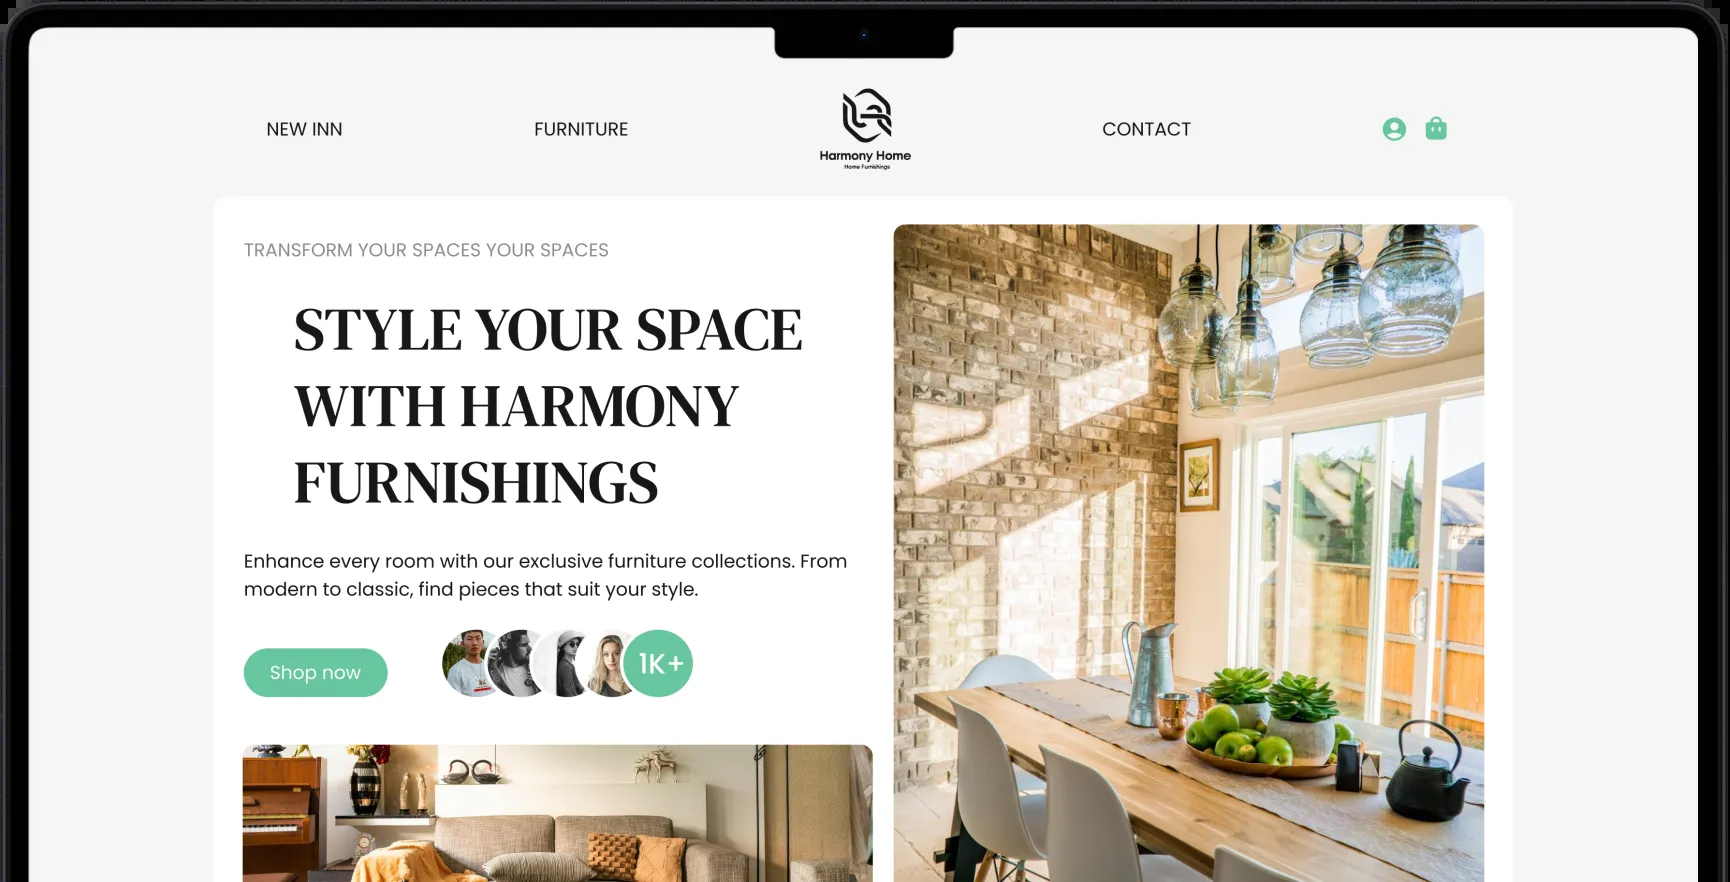 NEW INN
FURNITURE
Harmony Home
Home Furnishings
CONTACT
TRANSFORM YOUR SPACES YOUR SPACES
STYLE YOUR SPACE
WITH HARMONY
FURNISHINGS
Enhance every room with our exclusive furniture collections. From
modern to classic, find pieces that suit your style.
Shop now
1K+